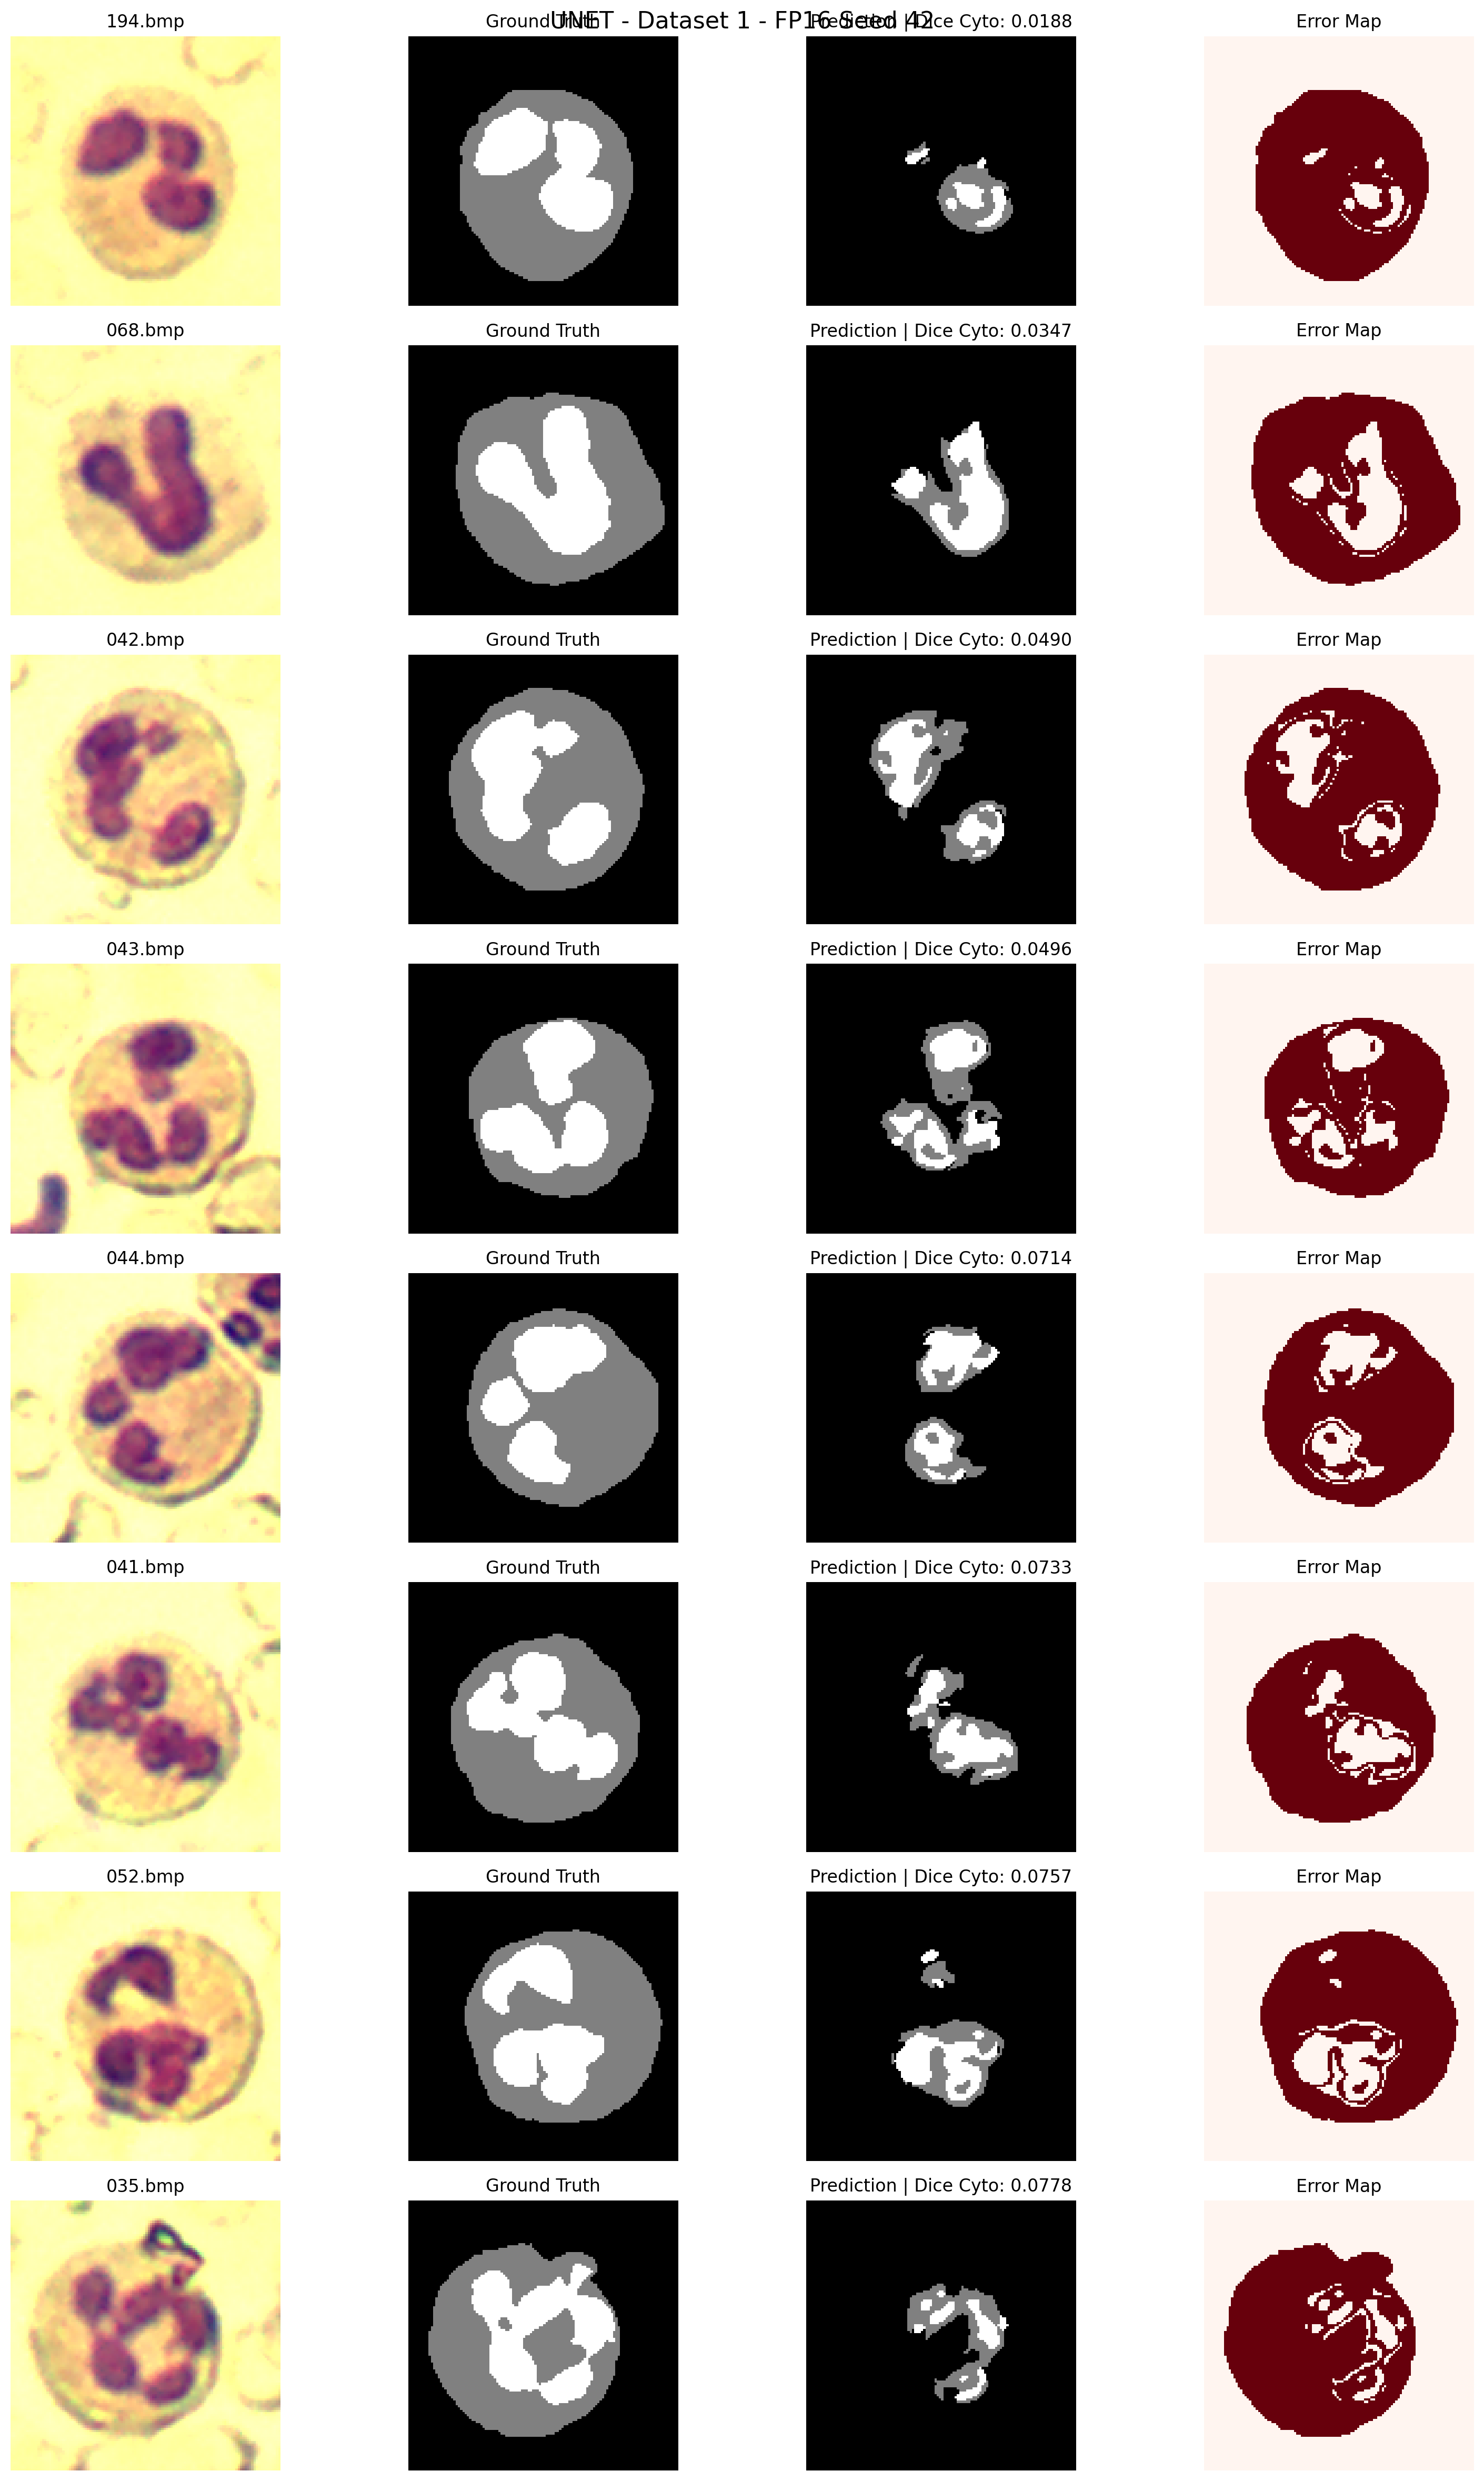 UNET - Dataset 1 - FP16 Seed 42
194.bmp Ground Truth Prediction | Dice Cyto: 0.0188 Error Map
068.bmp Ground Truth Prediction | Dice Cyto: 0.0347 Error Map
042.bmp Ground Truth Prediction | Dice Cyto: 0.0490 Error Map
043.bmp Ground Truth Prediction | Dice Cyto: 0.0496 Error Map
044.bmp Ground Truth Prediction | Dice Cyto: 0.0714 Error Map
041.bmp Ground Truth Prediction | Dice Cyto: 0.0733 Error Map
052.bmp Ground Truth Prediction | Dice Cyto: 0.0757 Error Map
035.bmp Ground Truth Prediction | Dice Cyto: 0.0778 Error Map